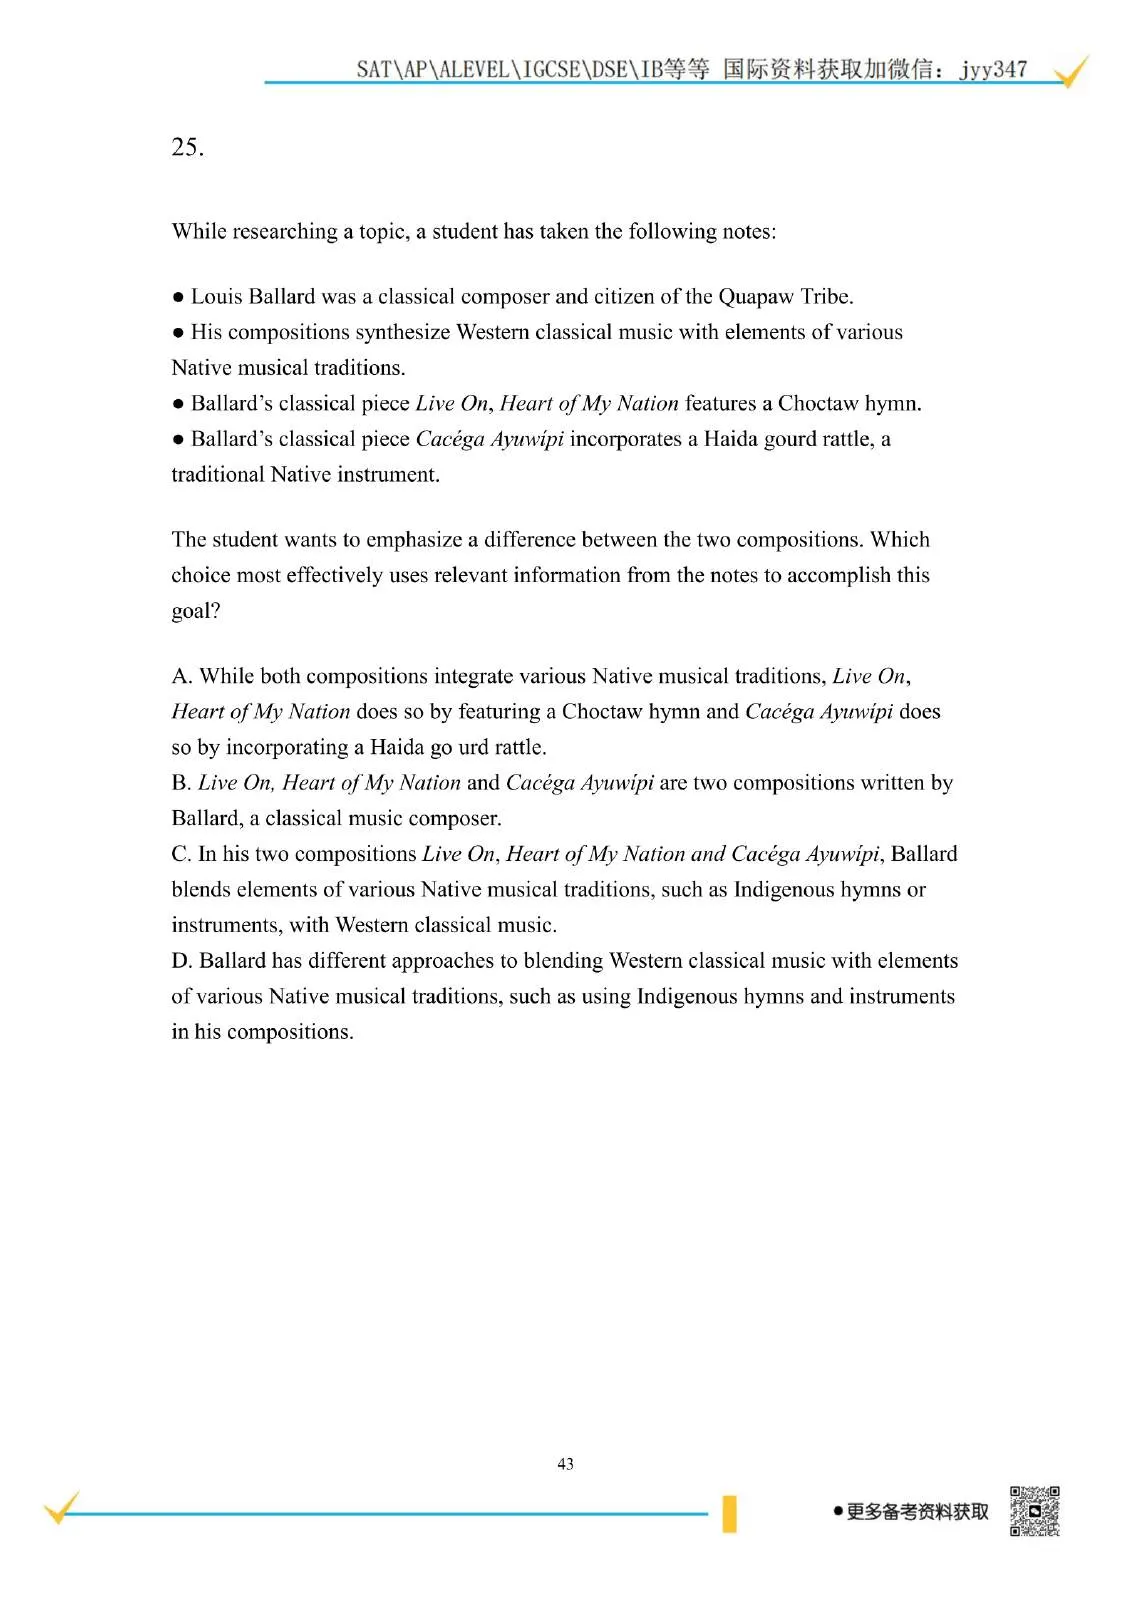 SAT\AP\ALEVEL\IGCSE\DSE\IB等等 国际资料获取加微信：jyy347
25.
While researching a topic, a student has taken the following notes:
● Louis Ballard was a classical composer and citizen of the Quapaw Tribe.
● His compositions synthesize Western classical music with elements of various
Native musical traditions.
● Ballard’s classical piece Live On, Heart of My Nation features a Choctaw hymn.
● Ballard’s classical piece Cacéga Ayuwípi incorporates a Haida gourd rattle, a
traditional Native instrument.
The student wants to emphasize a difference between the two compositions. Which
choice most effectively uses relevant information from the notes to accomplish this
goal?
A. While both compositions integrate various Native musical traditions, Live On,
Heart of My Nation does so by featuring a Choctaw hymn and Cacéga Ayuwípi does
so by incorporating a Haida go urd rattle.
B. Live On, Heart of My Nation and Cacéga Ayuwípi are two compositions written by
Ballard, a classical music composer.
C. In his two compositions Live On, Heart of My Nation and Cacéga Ayuwípi, Ballard
blends elements of various Native musical traditions, such as Indigenous hymns or
instruments, with Western classical music.
D. Ballard has different approaches to blending Western classical music with elements
of various Native musical traditions, such as using Indigenous hymns and instruments
in his compositions.
43
●更多备考资料获取